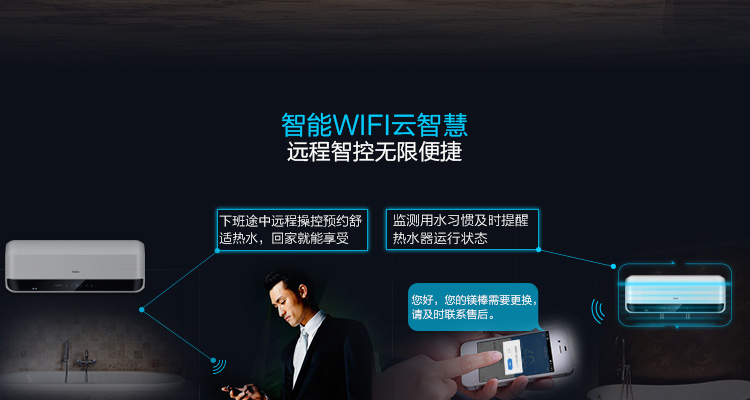 智能WIFI云智慧
远程智控无限便捷
下班途中远程操控预约舒
适热水，回家就能享受
监测用水习惯及时提醒
热水器运行状态
您好，您的镁棒需要更换，
请及时联系售后。